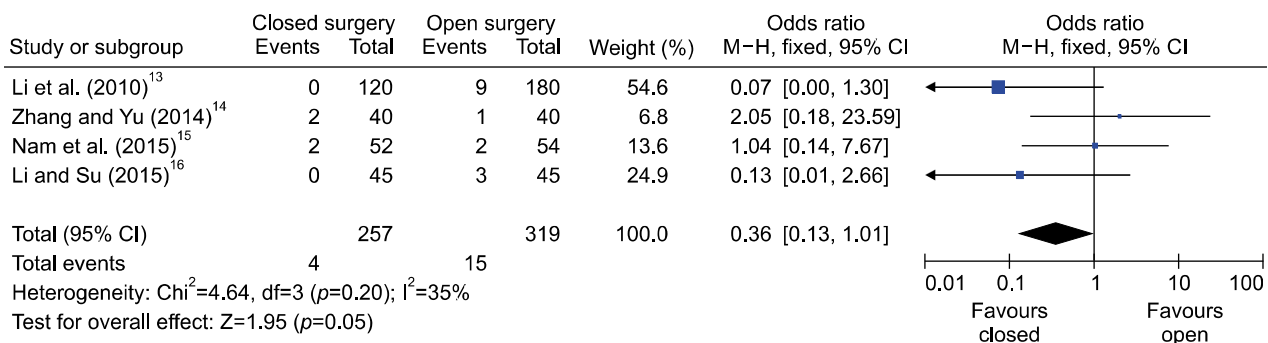 Closed surgery Open surgery Odds ratio Odds ratio
Study or subgroup Events Total Events Total Weight (%) M−H, fixed, 95% CI M−H, fixed, 95% CI
Li et al. (2010)¹³ 0 120 9 180 54.6 0.07 [0.00, 1.30]
Zhang and Yu (2014)¹⁴ 2 40 1 40 6.8 2.05 [0.18, 23.59]
Nam et al. (2015)¹⁵ 2 52 2 54 13.6 1.04 [0.14, 7.67]
Li and Su (2015)¹⁶ 0 45 3 45 24.9 0.13 [0.01, 2.66]
Total (95% CI) 257 319 100.0 0.36 [0.13, 1.01]
Total events 4 15
Heterogeneity: Chi²=4.64, df=3 (p=0.20); I²=35%
Test for overall effect: Z=1.95 (p=0.05)
0.01 0.1 1 10 100
Favours Favours
closed open